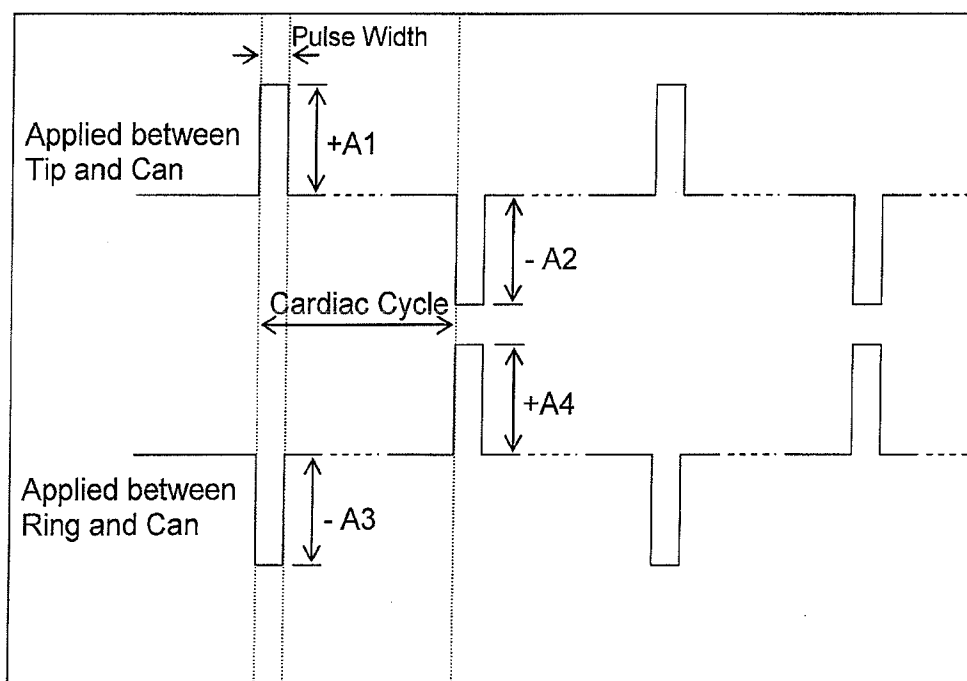 Pulse Width
Applied between
Tip and Can
+A1
- A2
Cardiac Cycle
+A4
Applied between
Ring and Can
- A3